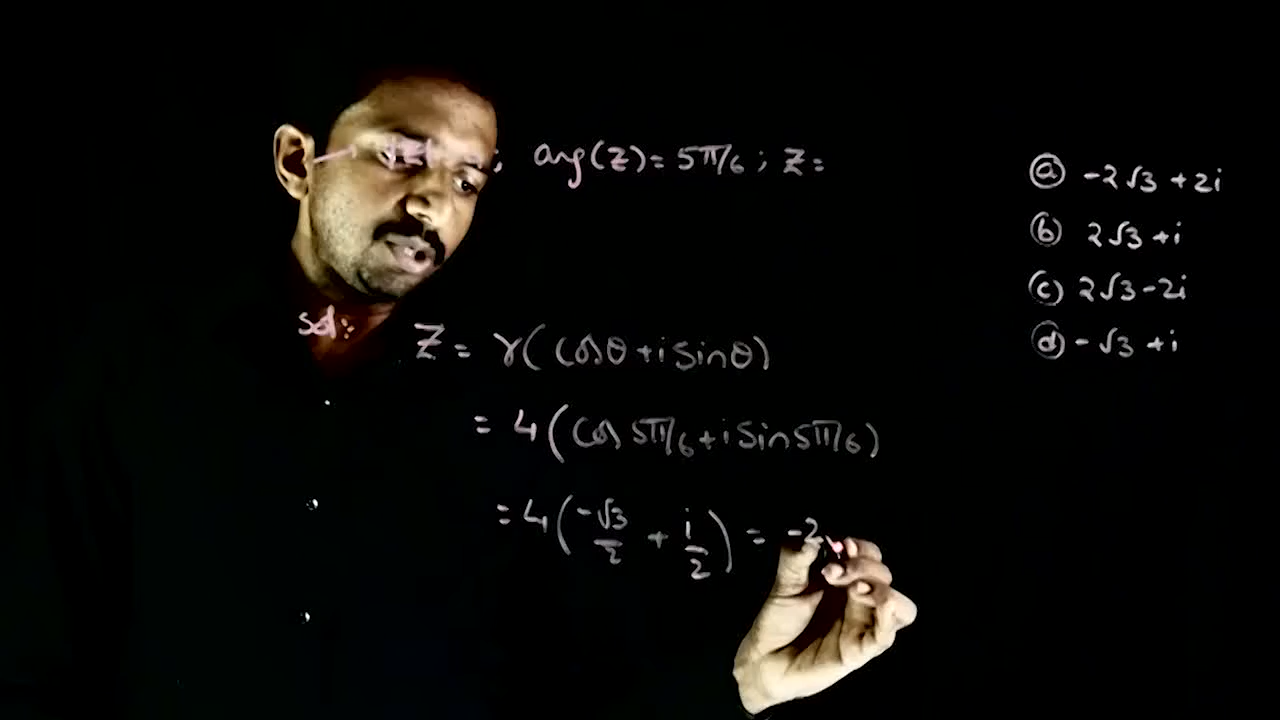 arg(Z) = 5π/6 ; Z =
ⓐ -2√3 + 2i
ⓑ 2√3 + i
ⓒ 2√3 - 2i
ⓓ - √3 + i
Sol:
Z = r(cosθ + i sinθ)
= 4(cos 5π/6 + i sin 5π/6)
= 4(-√3/2 + i/2) = -2